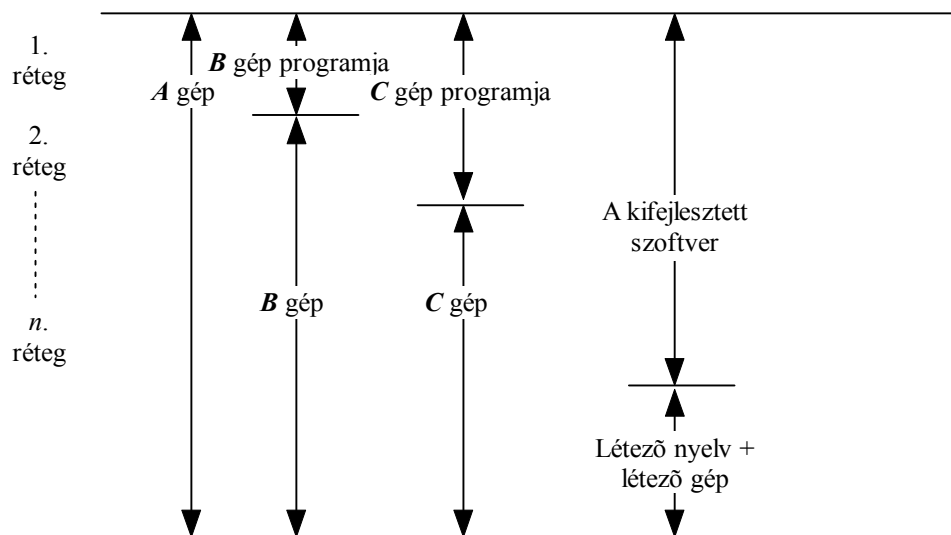 1.
réteg
B gép programja
A gép
C gép programja
2.
réteg
A kifejlesztett
szoftver
B gép
C gép
n.
réteg
Létezõ nyelv +
létezõ gép